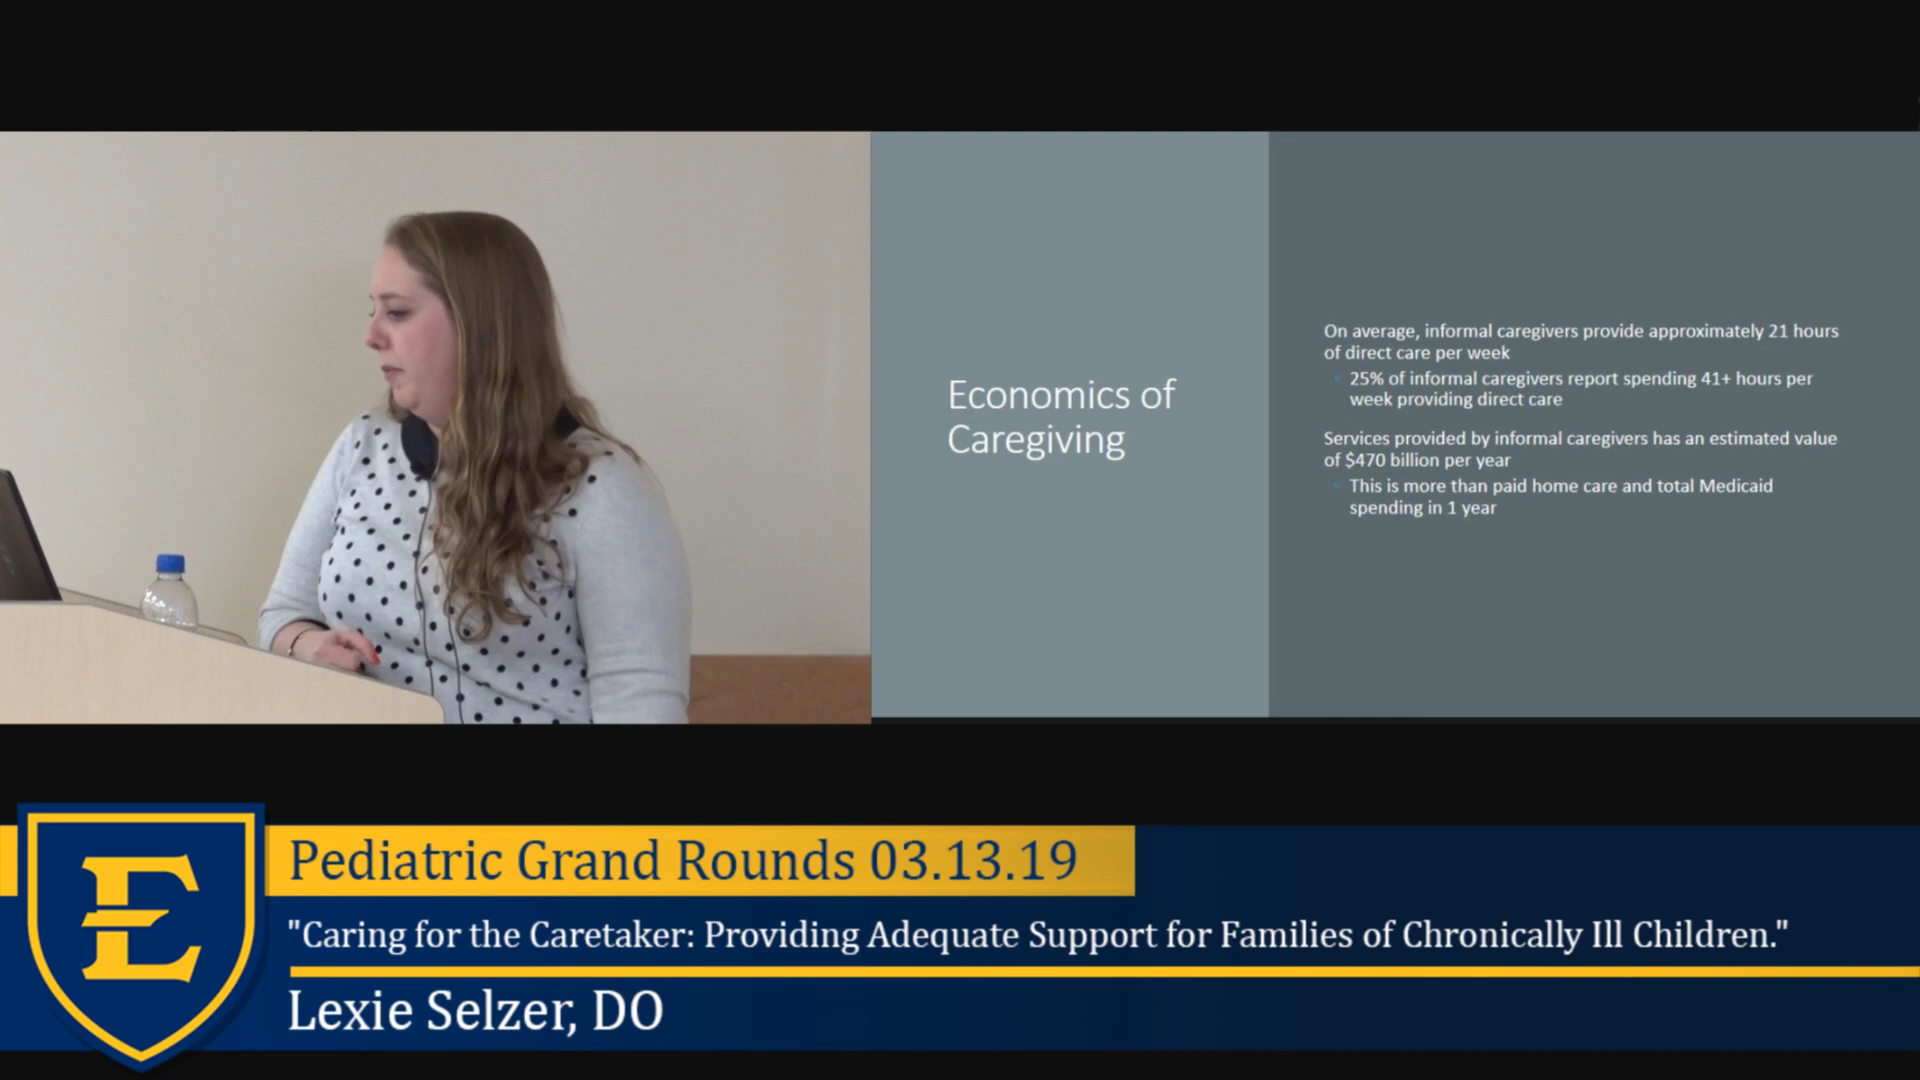 Economics of
Caregiving
On average, informal caregivers provide approximately 21 hours
of direct care per week
25% of informal caregivers report spending 41+ hours per
week providing direct care
Services provided by informal caregivers has an estimated value
of $470 billion per year
This is more than paid home care and total Medicaid
spending in 1 year
E
Pediatric Grand Rounds 03.13.19
"Caring for the Caretaker: Providing Adequate Support for Families of Chronically Ill Children."
Lexie Selzer, DO